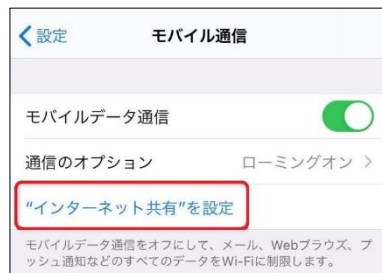 設定 モバイル通信
モバイルデータ通信
通信のオプション ローミングオン
“インターネット共有”を設定
モバイルデータ通信をオフにして、メール、Webブラウズ、プ
ッシュ通知などのすべてのデータをWi-Fiに制限します。